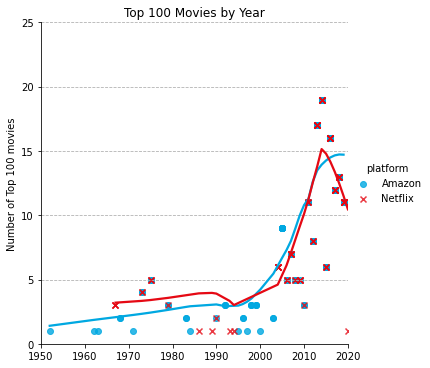 Top 100 Movies by Year
Number of Top 100 movies
25
20
15
10
5
0
1950 1960 1970 1980 1990 2000 2010 2020
platform
Amazon
Netflix